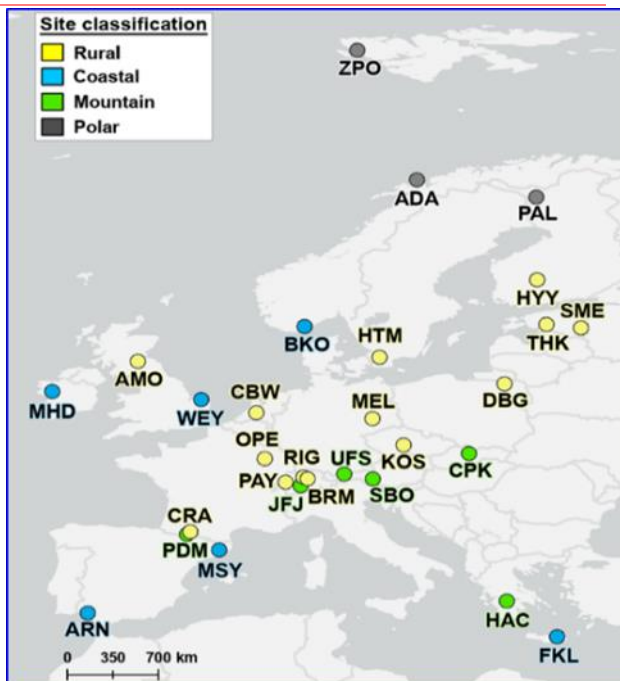 Site classification
Rural
Coastal
Mountain
Polar
ZPO
ADA
PAL
HYY
SME
THK
BKO
HTM
AMO
MHD
WEY
CBW
MEL
DBG
OPE
RIG
UFS
KOS
CPK
PAY
BRM
SBO
JFJ
CRA
PDM
MSY
ARN
HAC
FKL
0 350 700 km